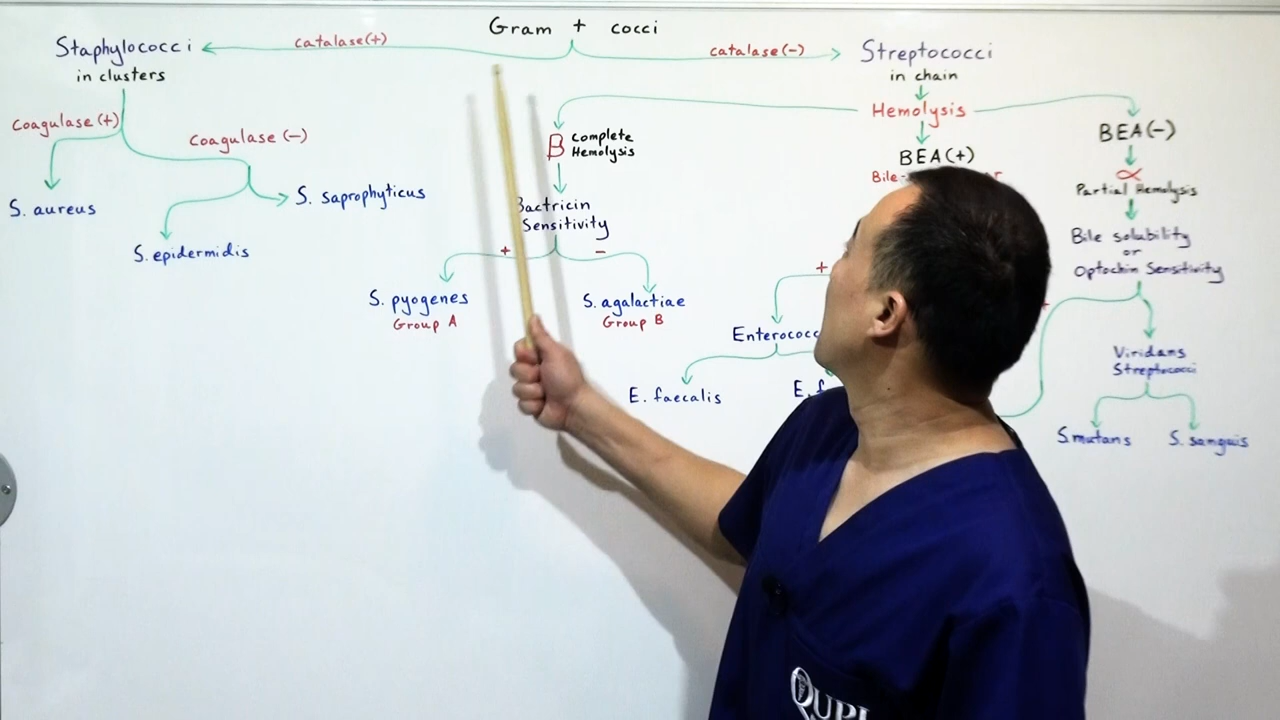 Gram + cocci
Staphylococci
catalase(+)
catalase(-)
Streptococci
in clusters
in chain
Coagulase(+)
Coagulase (-)
Hemolysis
β Complete
Hemolysis
BEA(+)
BEA(-)
α
Partial Hemolysis
S. aureus
S. saprophyticus
S. epidermidis
Bactricin
Sensitivity
+
-
S. pyogenes
Group A
S. agalactiae
Group B
Bile solubility
or
Optochin Sensitivity
+
+
Enterococc
E. faecalis
E. f
Viridans
Streptococci
S.mutans
S. sanguis
QUPI